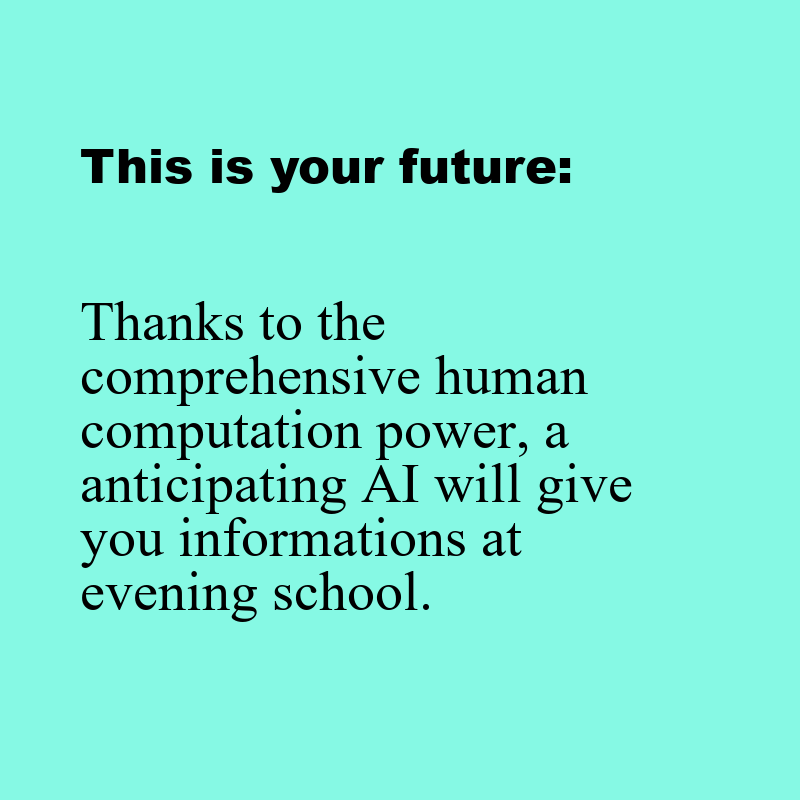 This is your future:
Thanks to the
comprehensive human
computation power, a
anticipating AI will give
you informations at
evening school.